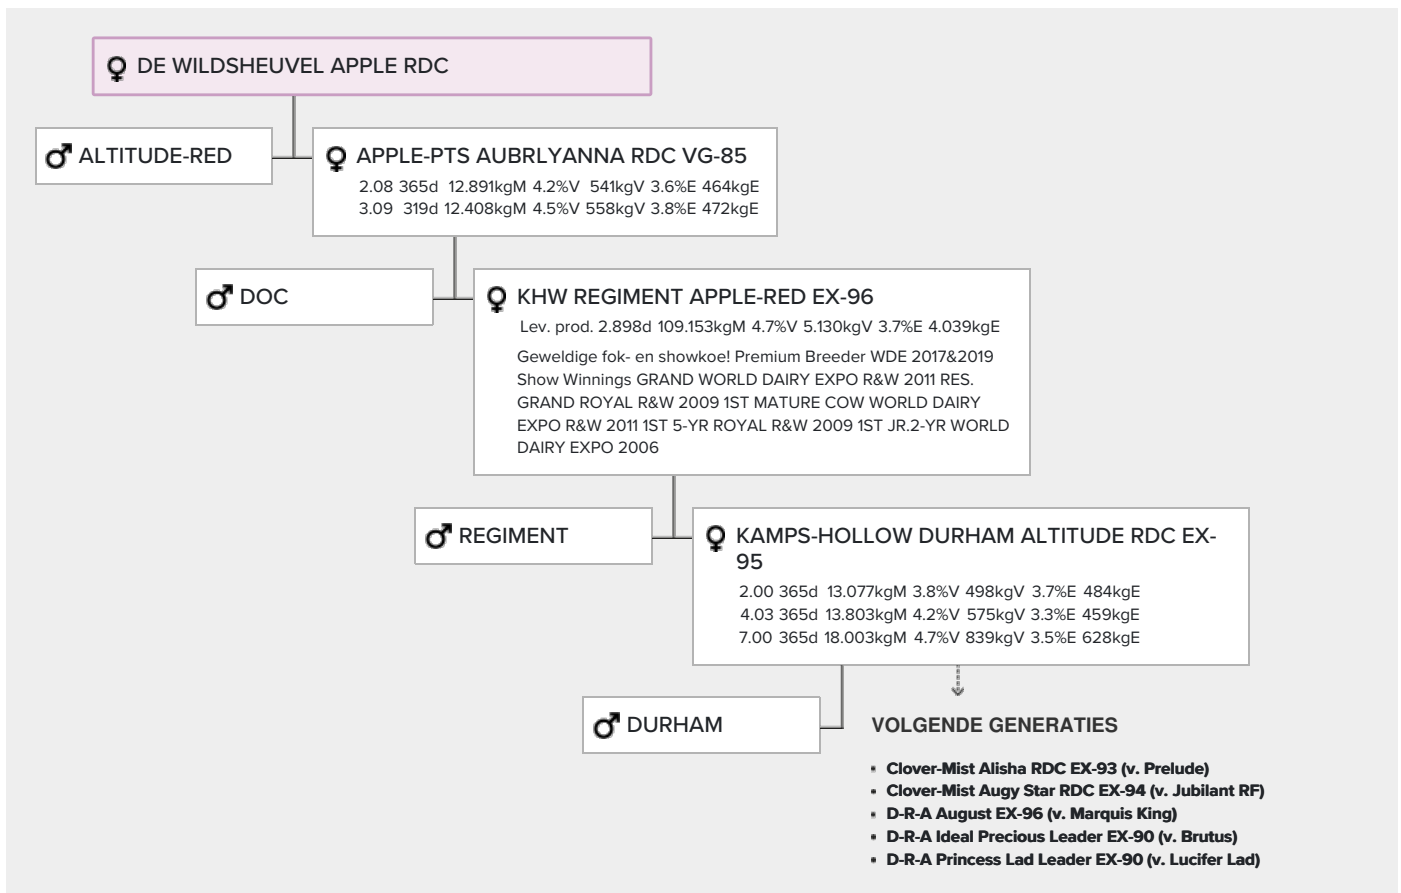 DE WILDSHEUVEL APPLE RDC
ALTITUDE-RED
APPLE-PTS AUBRLYANNA RDC VG-85
2.08 365d 12.891kgM 4.2%V 541kgV 3.6%E 464kgE
3.09 319d 12.408kgM 4.5%V 558kgV 3.8%E 472kgE
DOC
KHW REGIMENT APPLE-RED EX-96
Lev. prod. 2.898d 109.153kgM 4.7%V 5.130kgV 3.7%E 4.039kgE
Geweldige fok- en showkoe! Premium Breeder WDE 2017&2019
Show Winnings GRAND WORLD DAIRY EXPO R&W 2011 RES.
GRAND ROYAL R&W 2009 1ST MATURE COW WORLD DAIRY
EXPO R&W 2011 1ST 5-YR ROYAL R&W 2009 1ST JR.2-YR WORLD
DAIRY EXPO 2006
REGIMENT
KAMPS-HOLLOW DURHAM ALTITUDE RDC EX-
95
2.00 365d 13.077kgM 3.8%V 498kgV 3.7%E 484kgE
4.03 365d 13.803kgM 4.2%V 575kgV 3.3%E 459kgE
7.00 365d 18.003kgM 4.7%V 839kgV 3.5%E 628kgE
DURHAM
VOLGENDE GENERATIES
Clover-Mist Alisha RDC EX-93 (v. Prelude)
Clover-Mist Augy Star RDC EX-94 (v. Jubilant RF)
D-R-A August EX-96 (v. Marquis King)
D-R-A Ideal Precious Leader EX-90 (v. Brutus)
D-R-A Princess Lad Leader EX-90 (v. Lucifer Lad)